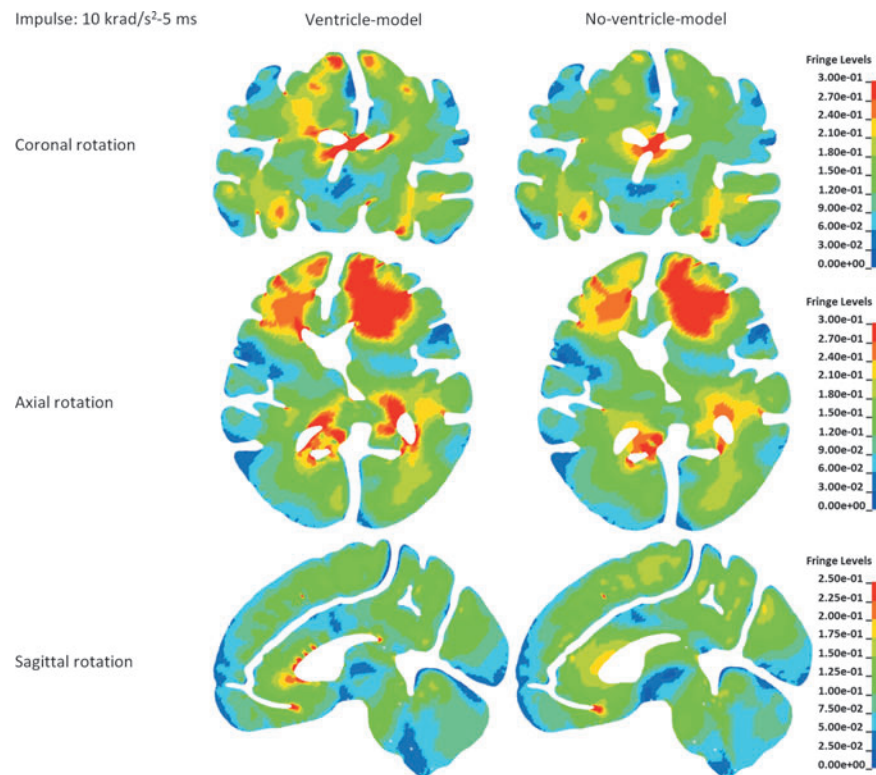 Impulse: 10 krad/s²-5 ms
Ventricle-model
No-ventricle-model
Coronal rotation
Fringe Levels
3.00e-01
2.70e-01
2.40e-01
2.10e-01
1.80e-01
1.50e-01
1.20e-01
9.00e-02
6.00e-02
3.00e-02
0.00e+00
Axial rotation
Fringe Levels
3.00e-01
2.70e-01
2.40e-01
2.10e-01
1.80e-01
1.50e-01
1.20e-01
9.00e-02
6.00e-02
3.00e-02
0.00e+00
Sagittal rotation
Fringe Levels
2.50e-01
2.25e-01
2.00e-01
1.75e-01
1.50e-01
1.25e-01
1.00e-01
7.50e-02
5.00e-02
2.50e-02
0.00e+00